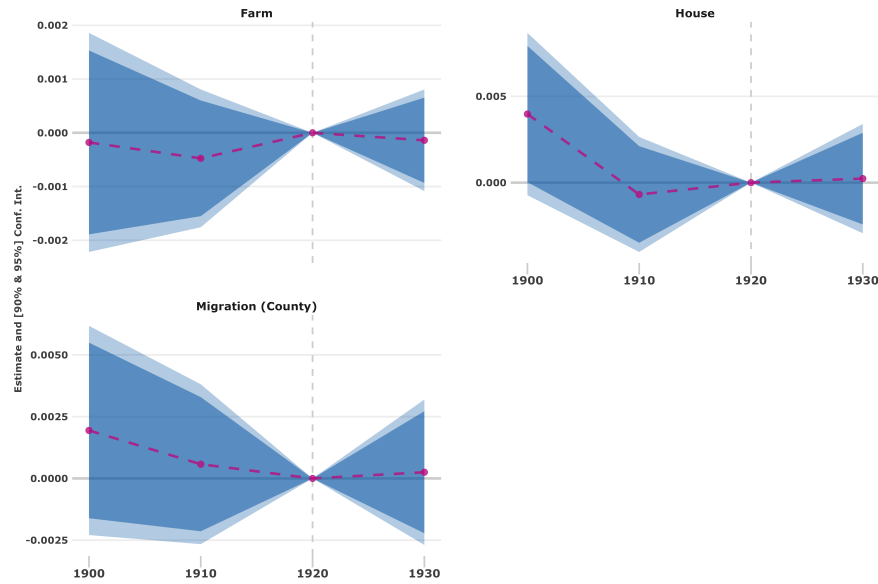 Farm
0.002
0.001
0.000
-0.001
-0.002
House
0.005
0.000
1900 1910 1920 1930
Migration (County)
0.0050
0.0025
0.0000
-0.0025
1900 1910 1920 1930
Estimate and [90% & 95%] Conf. Int.